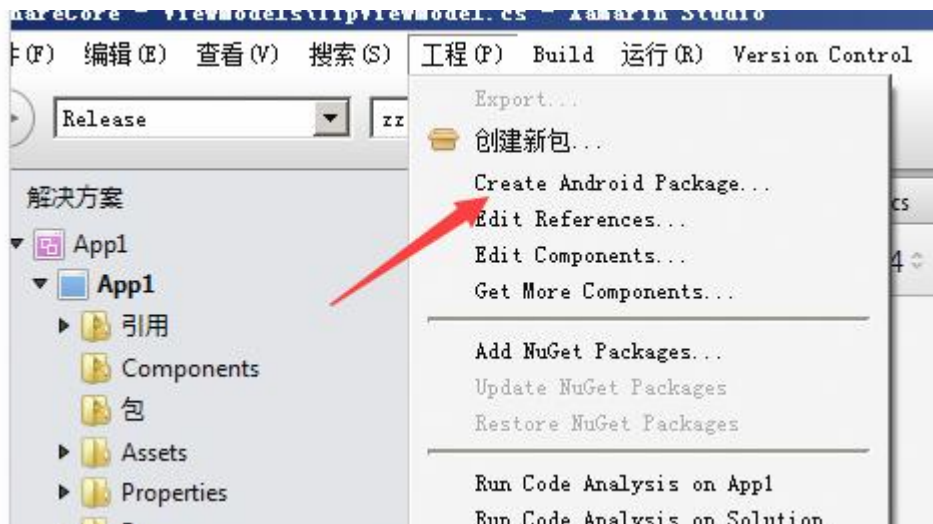 ViewModels\TipViewModel.cs - Xamarin Studio
(F) 编辑(E) 查看(V) 搜索(S) 工程(P) Build 运行(R) Version Control
Release
zz
Export...
创建新包...
Create Android Package...
Edit References...
Edit Components...
Get More Components...
Add NuGet Packages...
Update NuGet Packages
Restore NuGet Packages
Run Code Analysis on App1
Run Code Analysis on Solution
cs
4
解决方案
App1
App1
引用
Components
包
Assets
Properties